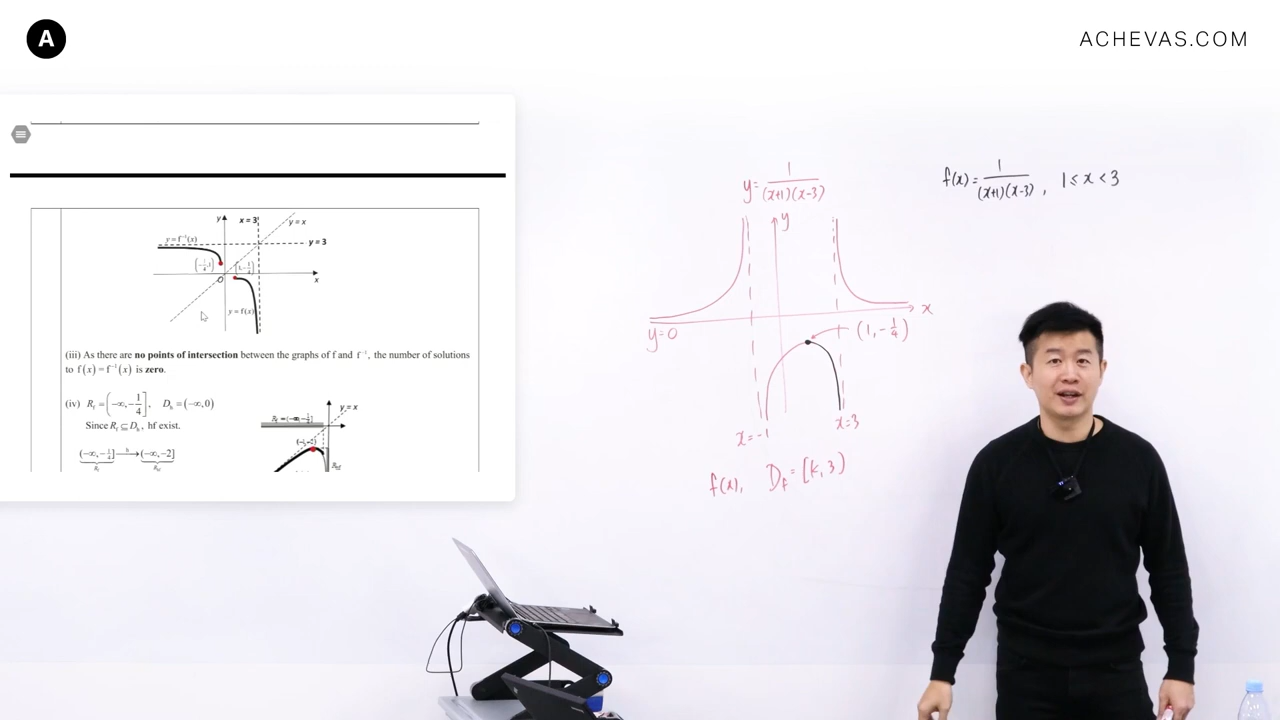 A
ACHEVAS.COM
y
x = 3
y = x
y = f⁻¹(x)
y = 3
(-1/4, 1)
(1, -1/4)
O
x
y = f(x)
(iii) As there are no points of intersection between the graphs of f and f⁻¹, the number of solutions
to f(x) = f⁻¹(x) is zero.
(iv) R_f = (-∞, -1/4], D_h = (-∞, 0)
Since R_f ⊆ D_h, hf exist.
(-∞, -1/4] →^h (-∞, -2]
R_f
y = x
(-1, -2)
y = 1/((x+1)(x-3))
y
x
y=0
(1, -1/4)
x=-1
x=3
f(x), D_f = [k, 3)
f(x) = 1/((x+1)(x-3)), 1 ≤ x < 3